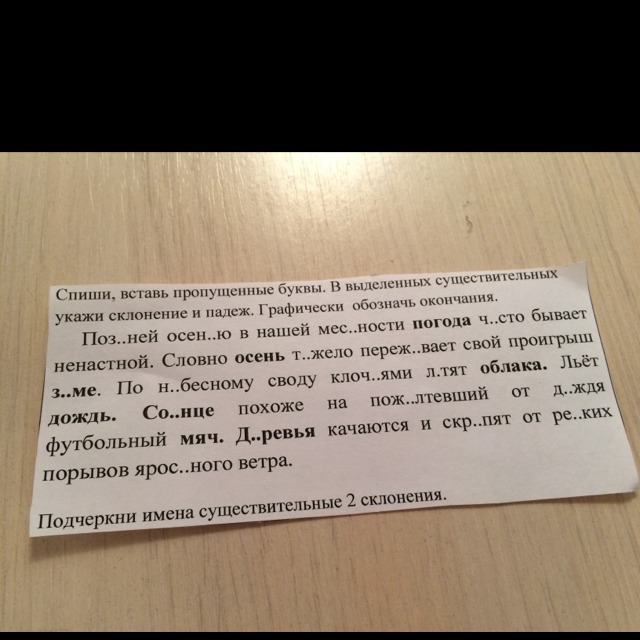 Спиши, вставь пропущенные буквы. В выделенных существительных
укажи склонение и падеж. Графически обозначь окончания.
Поз..ней осен..ю в нашей мес..ности погода ч..сто бывает
ненастной. Словно осень т..жело переж..вает свой проигрыш
з..ме. По н..бесному своду клоч..ями л.тят облака. Льёт
дождь. Со..нце похоже на пож..лтевший от д..ждя
футбольный мяч. Д..ревья качаются и скр..пят от ре..ких
порывов ярос..ного ветра.
Подчеркни имена существительные 2 склонения.